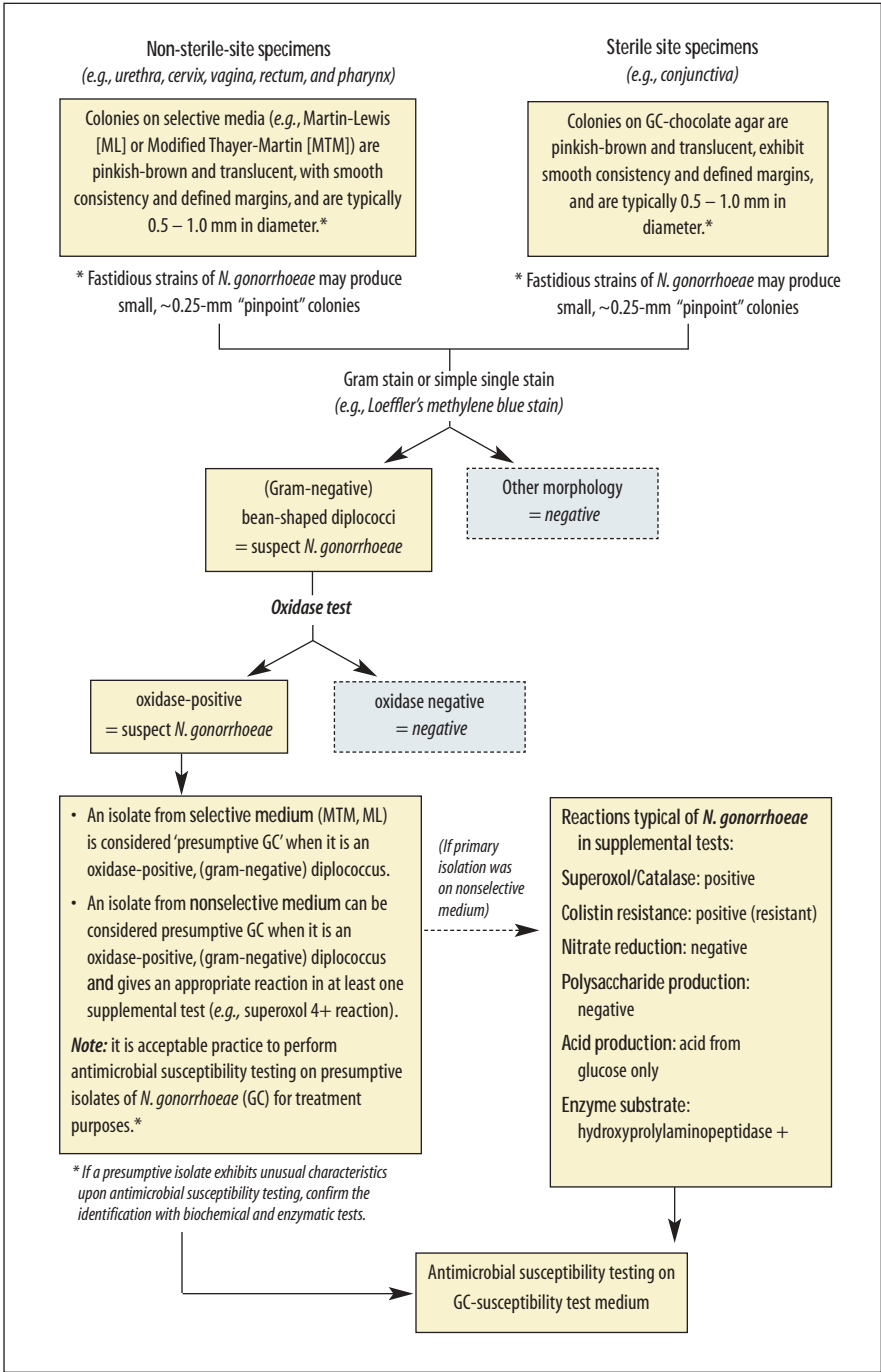 Non-sterile-site specimens
(e.g., urethra, cervix, vagina, rectum, and pharynx)
Colonies on selective media (e.g., Martin-Lewis
[ML] or Modified Thayer-Martin [MTM]) are
pinkish-brown and translucent, with smooth
consistency and defined margins, and are typically
0.5 – 1.0 mm in diameter.*
* Fastidious strains of N. gonorrhoeae may produce
small, ~0.25-mm “pinpoint” colonies
Sterile site specimens
(e.g., conjunctiva)
Colonies on GC-chocolate agar are
pinkish-brown and translucent, exhibit
smooth consistency and defined margins,
and are typically 0.5 – 1.0 mm in
diameter.*
* Fastidious strains of N. gonorrhoeae may produce
small, ~0.25-mm “pinpoint” colonies
Gram stain or simple single stain
(e.g., Loeffler’s methylene blue stain)
(Gram-negative)
bean-shaped diplococci
= suspect N. gonorrhoeae
Other morphology
= negative
Oxidase test
oxidase-positive
= suspect N. gonorrhoeae
oxidase negative
= negative
• An isolate from selective medium (MTM, ML)
is considered ‘presumptive GC’ when it is an
oxidase-positive, (gram-negative) diplococcus.
• An isolate from nonselective medium can be
considered presumptive GC when it is an
oxidase-positive, (gram-negative) diplococcus
and gives an appropriate reaction in at least one
supplemental test (e.g., superoxol 4+ reaction).
Note: it is acceptable practice to perform
antimicrobial susceptibility testing on presumptive
isolates of N. gonorrhoeae (GC) for treatment
purposes.*
(If primary
isolation was
on nonselective
medium)
Reactions typical of N. gonorrhoeae
in supplemental tests:
Superoxol/Catalase: positive
Colistin resistance: positive (resistant)
Nitrate reduction: negative
Polysaccharide production:
negative
Acid production: acid from
glucose only
Enzyme substrate:
hydroxyprolylaminopeptidase +
* If a presumptive isolate exhibits unusual characteristics
upon antimicrobial susceptibility testing, confirm the
identification with biochemical and enzymatic tests.
Antimicrobial susceptibility testing on
GC-susceptibility test medium